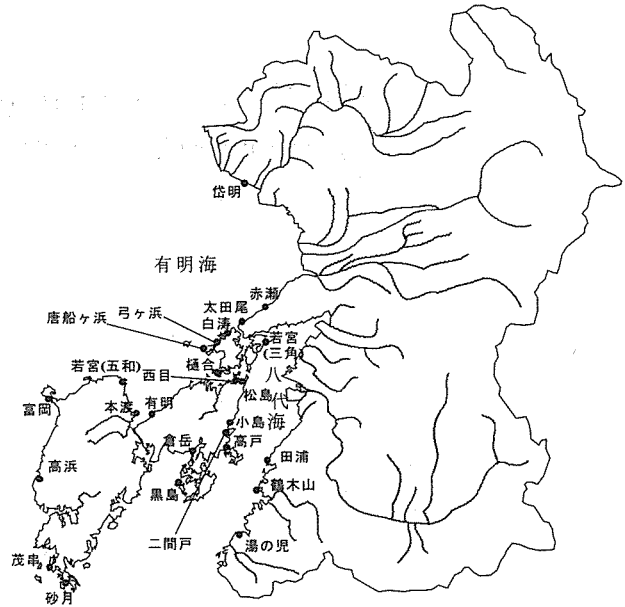 岱明
有明海
赤瀬
太田尾
白涛
弓ヶ浜
唐船ヶ浜
若宮
(三角)
樋合
西目
若宮(五和)
松島
八代海
富岡
本渡
有明
小島
高戸
倉岳
田浦
高浜
黒島
鶴木山
二間戸
湯の児
茂串
砂月